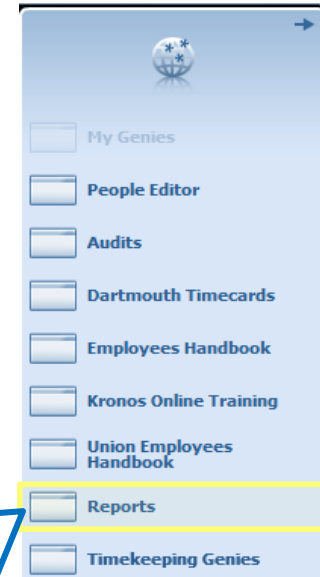 My Genies
People Editor
Audits
Dartmouth Timecards
Employees Handbook
Kronos Online Training
Union Employees
Handbook
Reports
Timekeeping Genies